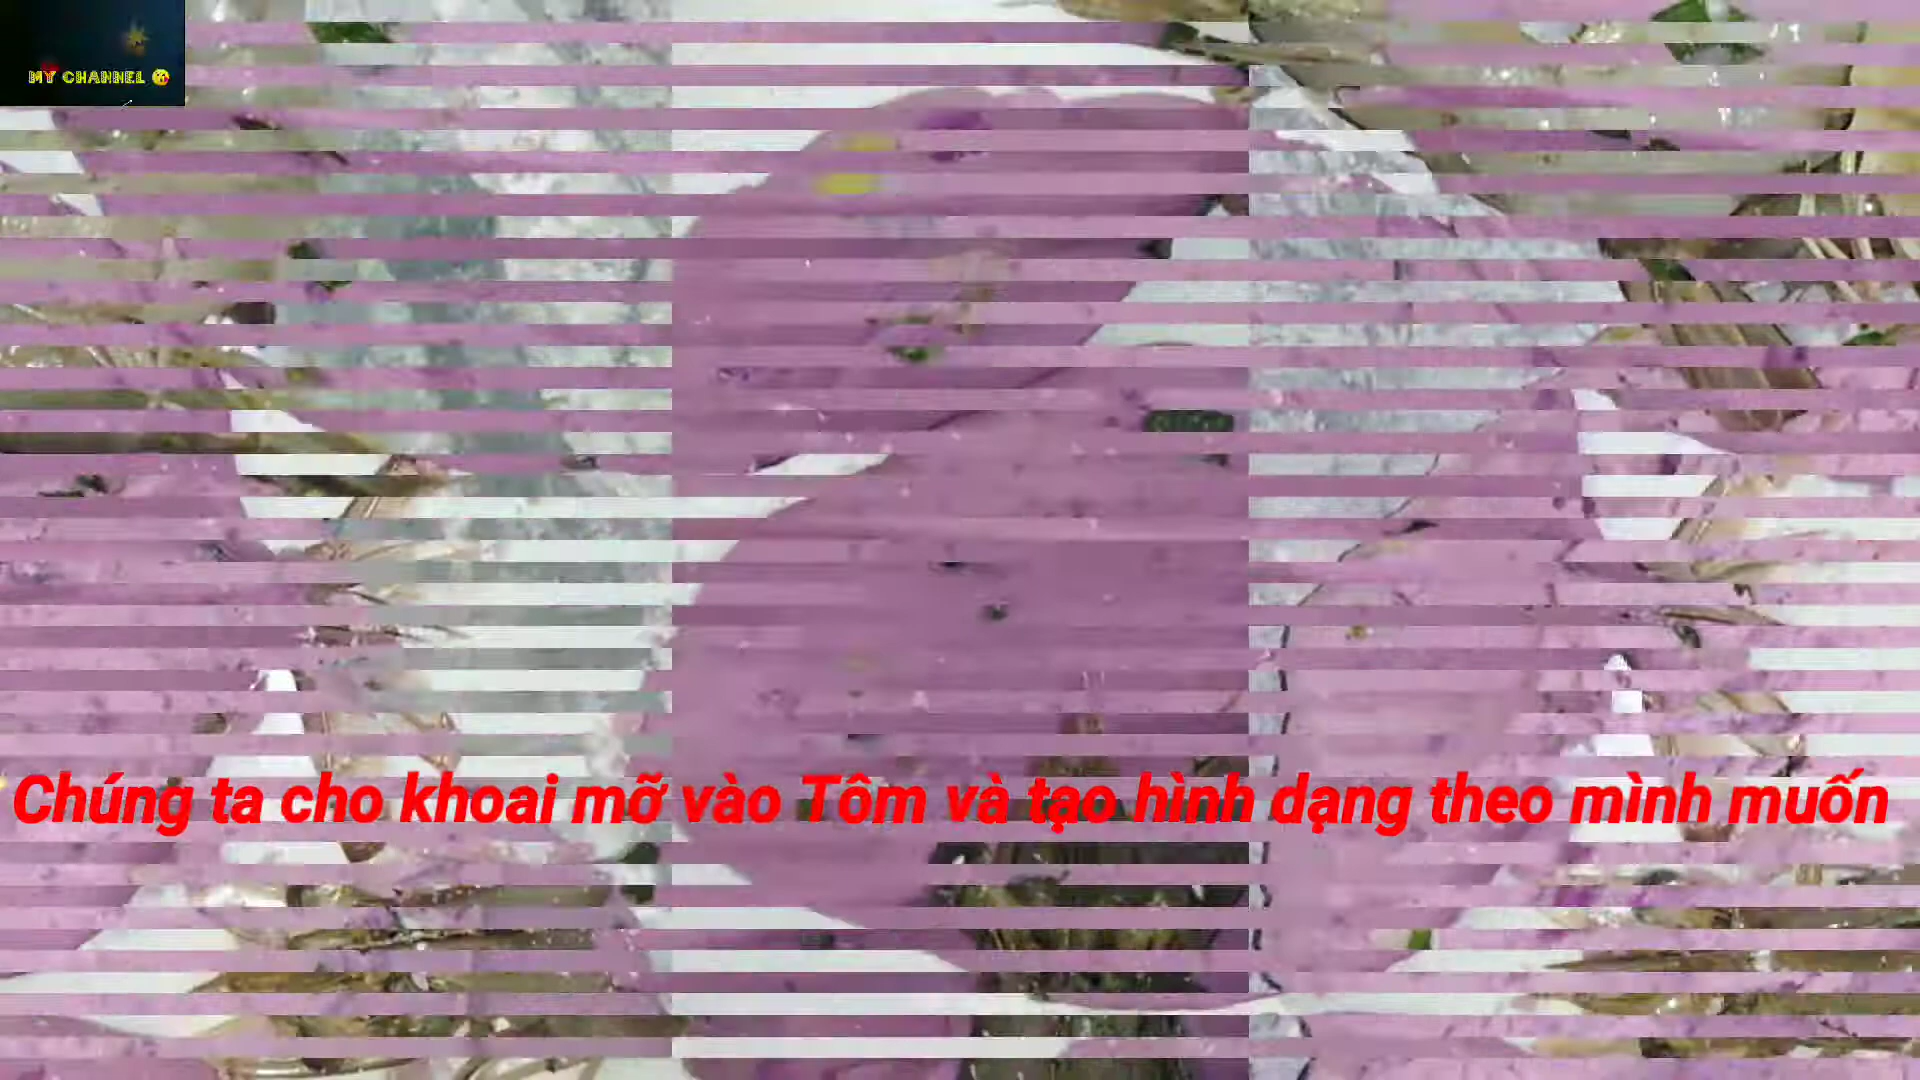 MY CHANNEL 😘
Chúng ta cho khoai mỡ vào Tôm và tạo hình dạng theo mình muốn